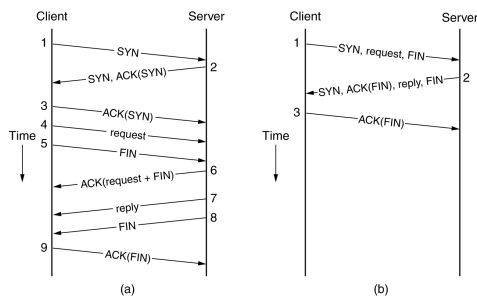 Client
Server
1
SYN
2
SYN, ACK(SYN)
3
ACK(SYN)
4
request
Time
5
FIN
6
ACK(request + FIN)
7
reply
8
FIN
9
ACK(FIN)
(a)
Client
Server
1
SYN, request, FIN
2
SYN, ACK(FIN), reply, FIN
3
Time
ACK(FIN)
(b)